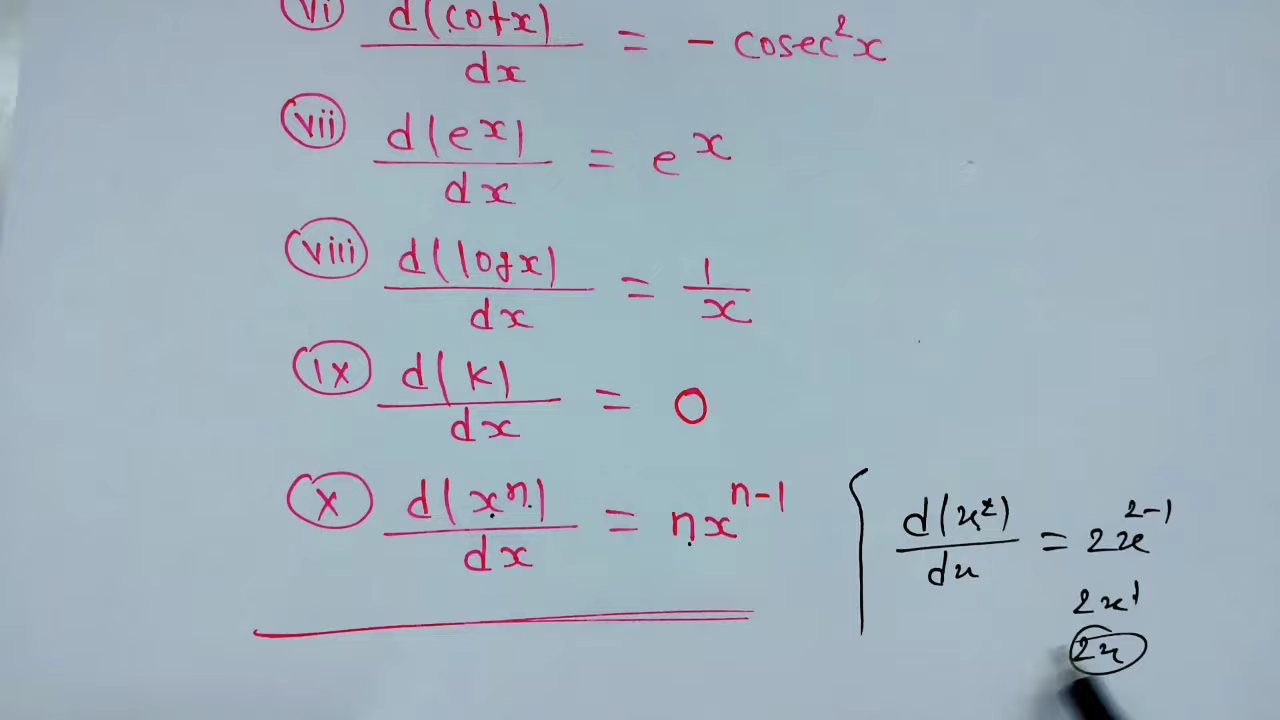 (vi) d(cotx)/dx = - cosec²x
(vii) d(eˣ)/dx = eˣ
(viii) d(logx)/dx = 1/x
(ix) d(k)/dx = 0
(x) d(xⁿ)/dx = nxⁿ⁻¹
d(x²)/dx = 2x²⁻¹
2x¹
2x